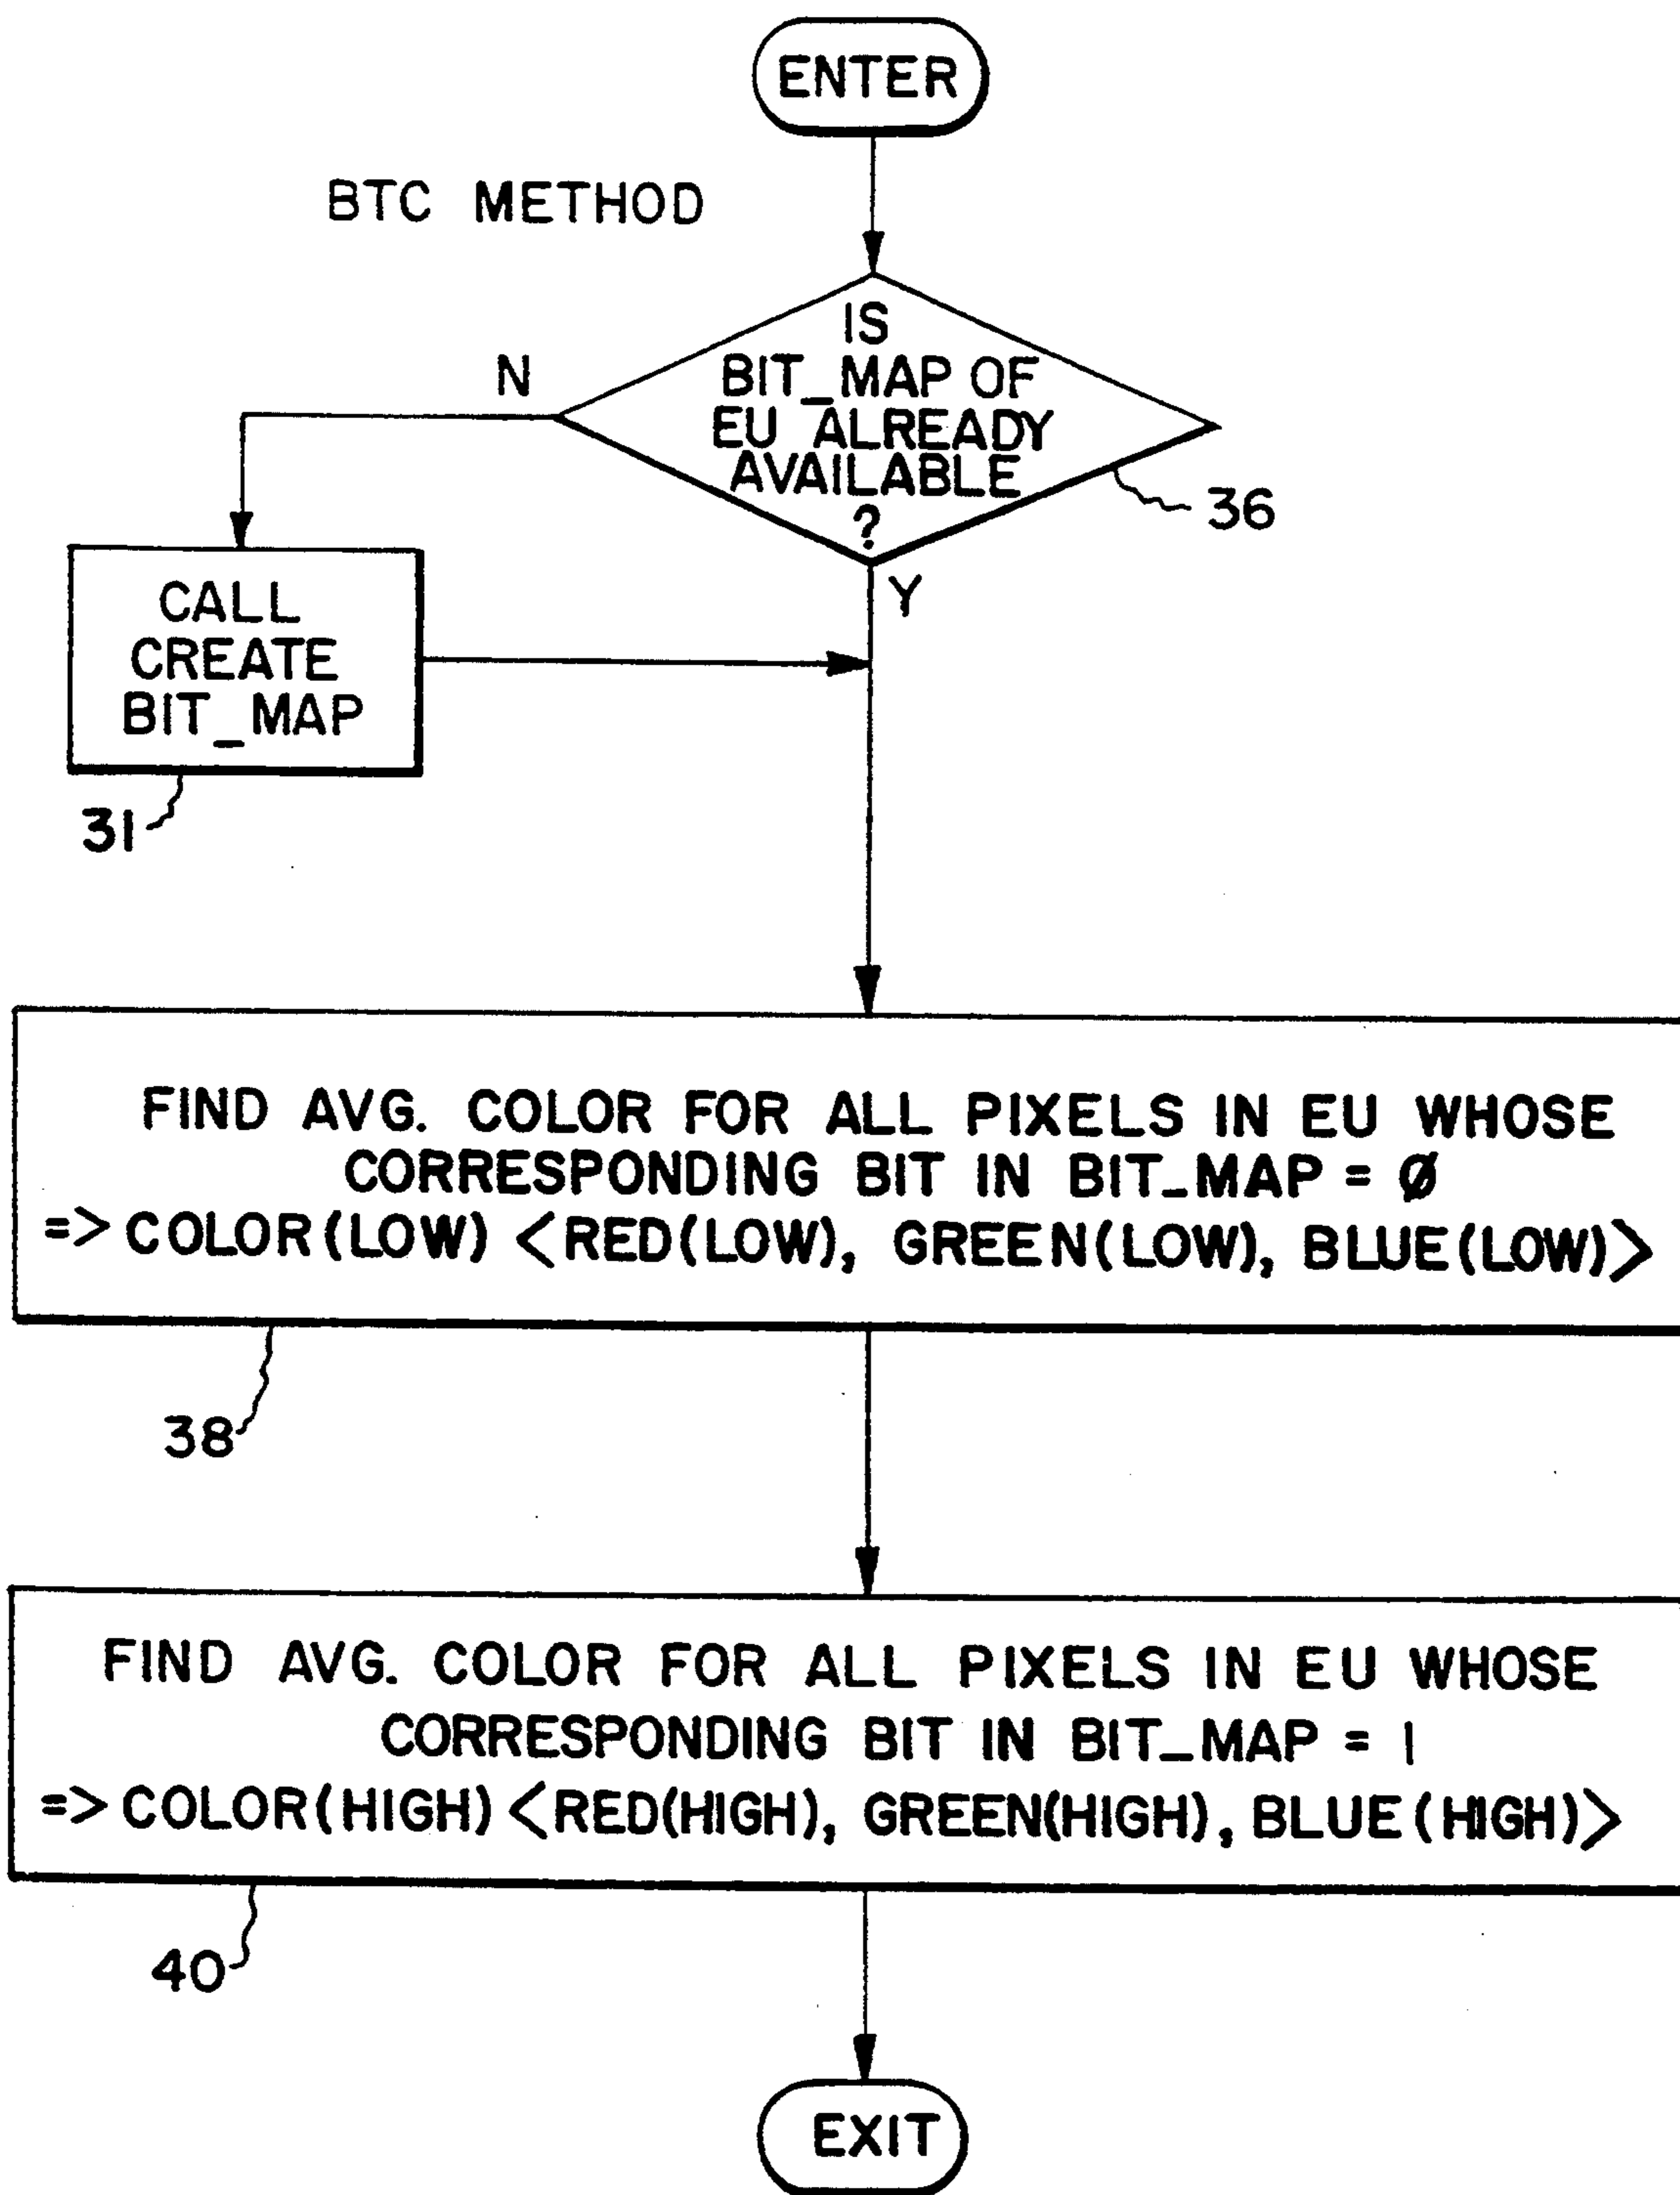 ENTER
BTC METHOD
IS
BIT_MAP OF
EU ALREADY
AVAILABLE
?
N
36
Y
CALL
CREATE
BIT_MAP
31
FIND AVG. COLOR FOR ALL PIXELS IN EU WHOSE
CORRESPONDING BIT IN BIT_MAP = Ø
=> COLOR(LOW) <RED(LOW), GREEN(LOW), BLUE(LOW)>
38
FIND AVG. COLOR FOR ALL PIXELS IN EU WHOSE
CORRESPONDING BIT IN BIT_MAP = 1
=> COLOR(HIGH) <RED(HIGH), GREEN(HIGH), BLUE(HIGH)>
40
EXIT